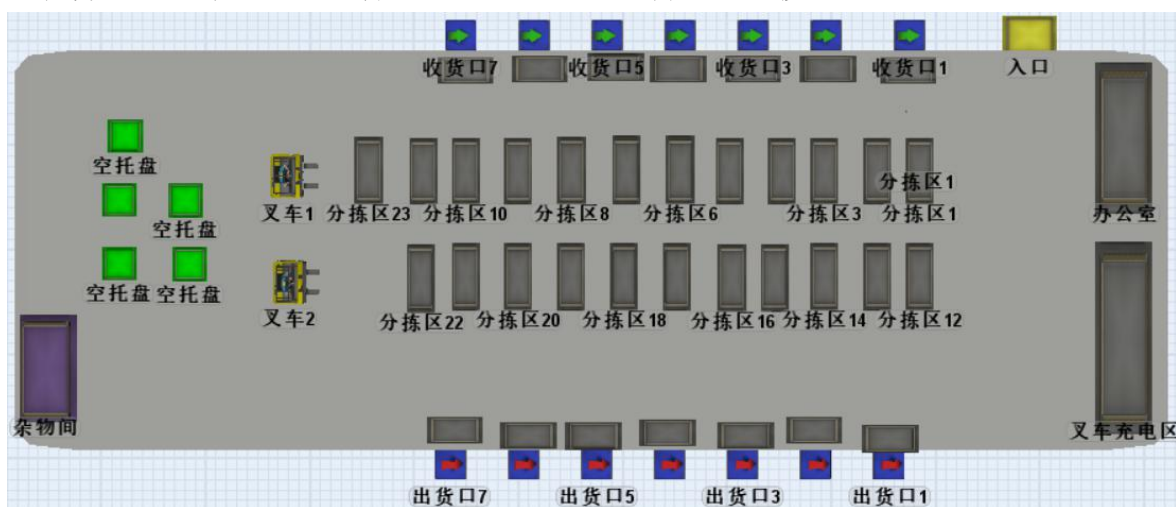 收货口7 收货口5 收货口3 收货口1 入口
空托盘
分拣区1
叉车1 分拣区23 分拣区10 分拣区8 分拣区6 分拣区3 分拣区1 办公室
空托盘
空托盘 空托盘
叉车2 分拣区22 分拣区20 分拣区18 分拣区16 分拣区14 分拣区12
杂物间 叉车充电区
出货口7 出货口5 出货口3 出货口1